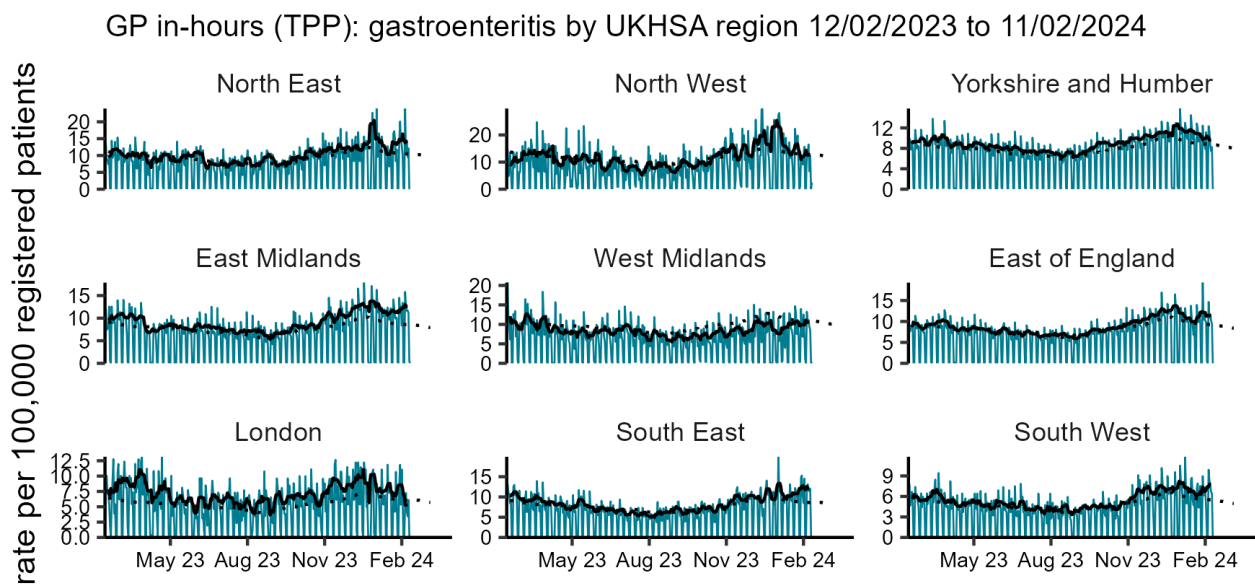 GP in-hours (TPP): gastroenteritis by UKHSA region 12/02/2023 to 11/02/2024
rate per 100,000 registered patients
North East
North West
Yorkshire and Humber
20
15
10
5
0
20
10
0
12
8
4
0
East Midlands
West Midlands
East of England
15
10
5
0
20
15
10
5
0
15
10
5
0
London
South East
South West
12.5
10.0
7.5
5.0
2.5
0.0
15
10
5
0
9
6
3
0
May 23 Aug 23 Nov 23 Feb 24
May 23 Aug 23 Nov 23 Feb 24
May 23 Aug 23 Nov 23 Feb 24